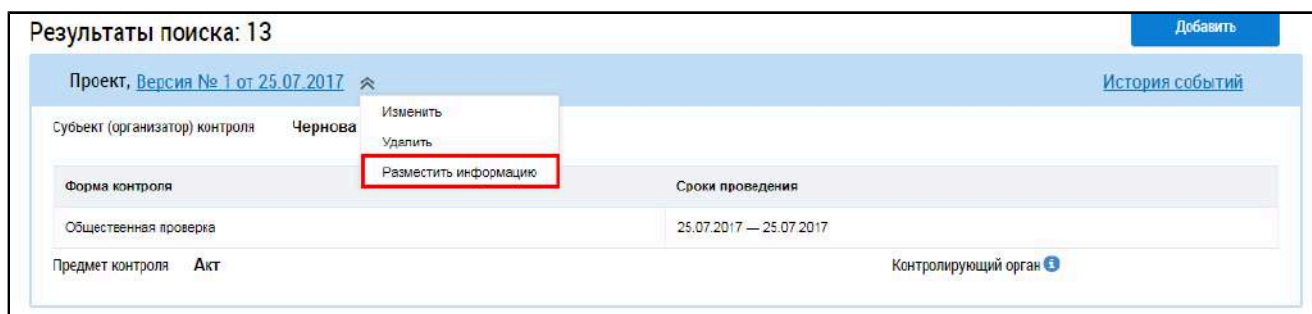 Результаты поиска: 13
Добавить
Проект, Версия № 1 от 25.07.2017
История событий
Изменить
Субъект (организатор) контроля Чернова
Удалить
Разместить информацию
Форма контроля Сроки проведения
Общественная проверка 25.07.2017 — 25.07.2017
Предмет контроля Акт Контролирующий орган